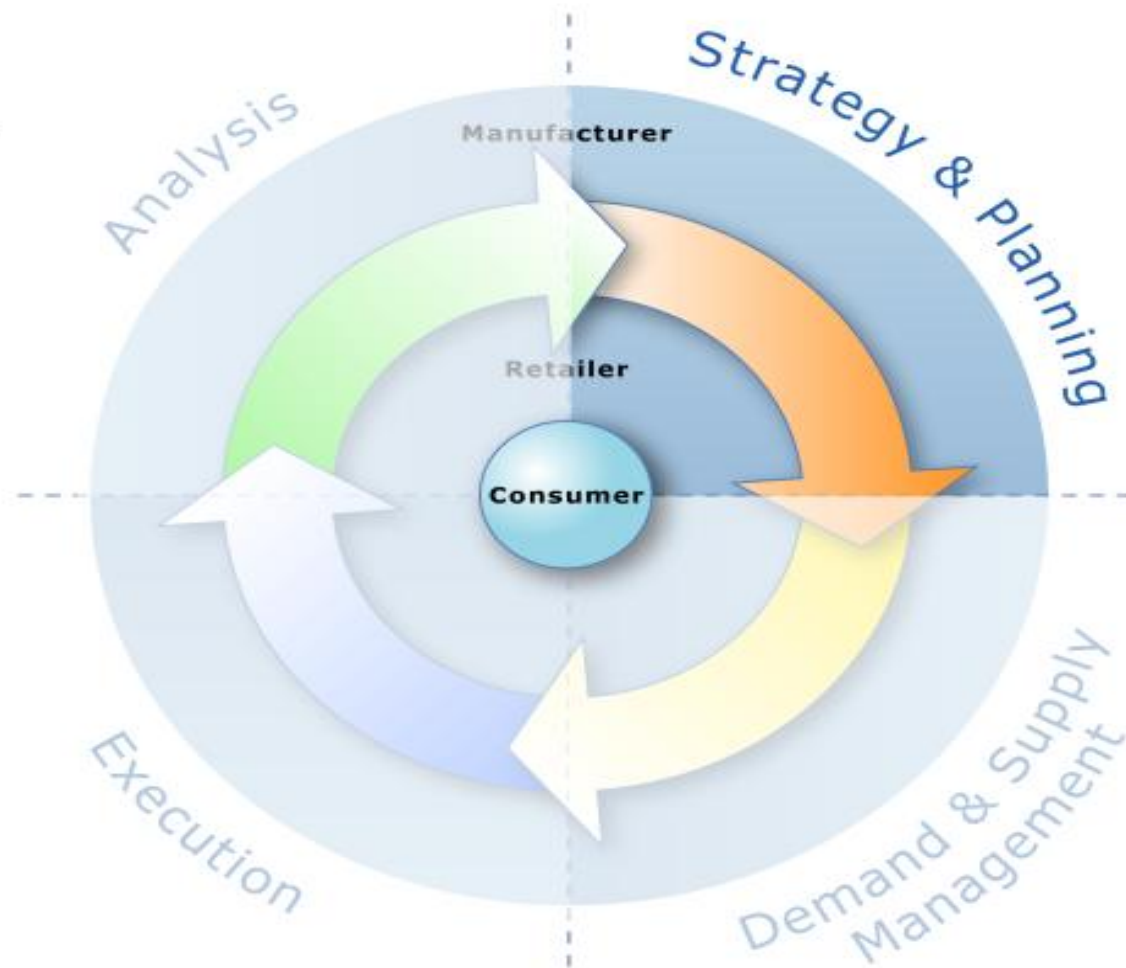 Strategy & Planning
Analysis
Manufacturer
Retailer
Consumer
Execution
Demand & Supply
Management